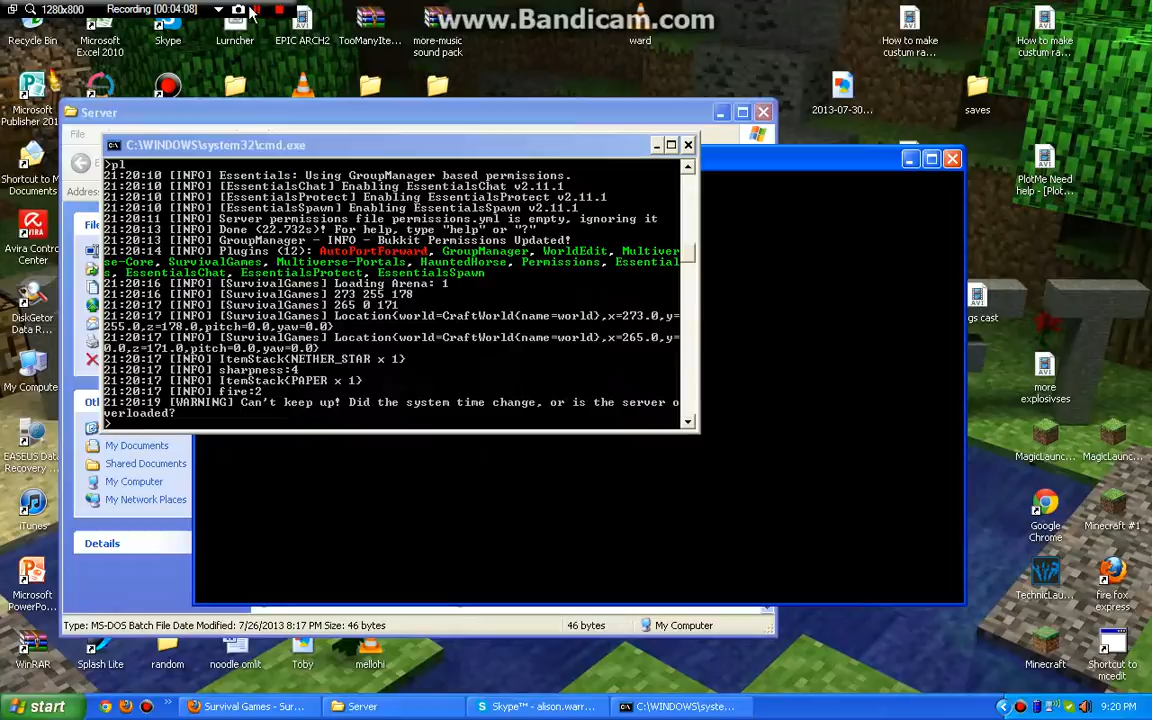 1280x800
Recording [00:04:08]
www.Bandicam.com
Recycle Bin
Microsoft
Excel 2010
Skype
Lurncher
EPIC ARCH2
TooManyIte...
more-music
sound pack
ward
How to make
custum ra...
How to make
custum ra...
Microsoft
Publisher 201
2013-07-30...
saves
Shortcut to M
Documents
PlotMe Need
help - [Plot...
Avira Control
Center
DiskGetor
Data R...
gs cast
My Compute
more
explosivses
EASEUS Dat
Recovery ...
MagicLaunc...
MagicLaunc...
iTunes
Google
Chrome
Minecraft #1
Microsoft
PowerPo...
TechnicLau...
fire fox
express
WinRAR
Splash Lite
random
noodle omlit
Toby
mellohi
Minecraft
Shortcut to
mcedit
Server
File
Address
File
Oth
My Documents
Shared Documents
My Computer
My Network Places
Details
Type: MS-DOS Batch File Date Modified: 7/26/2013 8:17 PM Size: 46 bytes
46 bytes
My Computer
C:\WINDOWS\system32\cmd.exe
>pl
21:20:10 [INFO] Essentials: Using GroupManager based permissions.
21:20:10 [INFO] [EssentialsChat] Enabling EssentialsChat v2.11.1
21:20:10 [INFO] [EssentialsProtect] Enabling EssentialsProtect v2.11.1
21:20:10 [INFO] [EssentialsSpawn] Enabling EssentialsSpawn v2.11.1
21:20:11 [INFO] Server permissions file permissions.yml is empty, ignoring it
21:20:13 [INFO] Done (22.732s)! For help, type "help" or "?"
21:20:13 [INFO] GroupManager - INFO - Bukkit Permissions Updated!
21:20:14 [INFO] Plugins (12): AutoPortForward, GroupManager, WorldEdit, Multiver
se-Core, SurvivalGames, Multiverse-Portals, HauntedHorse, Permissions, Essential
s, EssentialsChat, EssentialsProtect, EssentialsSpawn
21:20:16 [INFO] [SurvivalGames] Loading Arena: 1
21:20:16 [INFO] [SurvivalGames] 273 255 178
21:20:16 [INFO] [SurvivalGames] 265 0 171
21:20:17 [INFO] [SurvivalGames] Location{world=CraftWorld{name=world},x=273.0,y=
255.0,z=178.0,pitch=0.0,yaw=0.0}
21:20:17 [INFO] [SurvivalGames] Location{world=CraftWorld{name=world},x=265.0,y=
0.0,z=171.0,pitch=0.0,yaw=0.0}
21:20:17 [INFO] ItemStack{NETHER_STAR x 1}
21:20:17 [INFO] sharpness:4
21:20:17 [INFO] ItemStack{PAPER x 1}
21:20:17 [INFO] fire:2
21:20:19 [WARNING] Can't keep up! Did the system time change, or is the server o
verloaded?
>
start
Survival Games - Sur...
Server
Skype™ - alison.warr...
C:\WINDOWS\syste...
9:20 PM